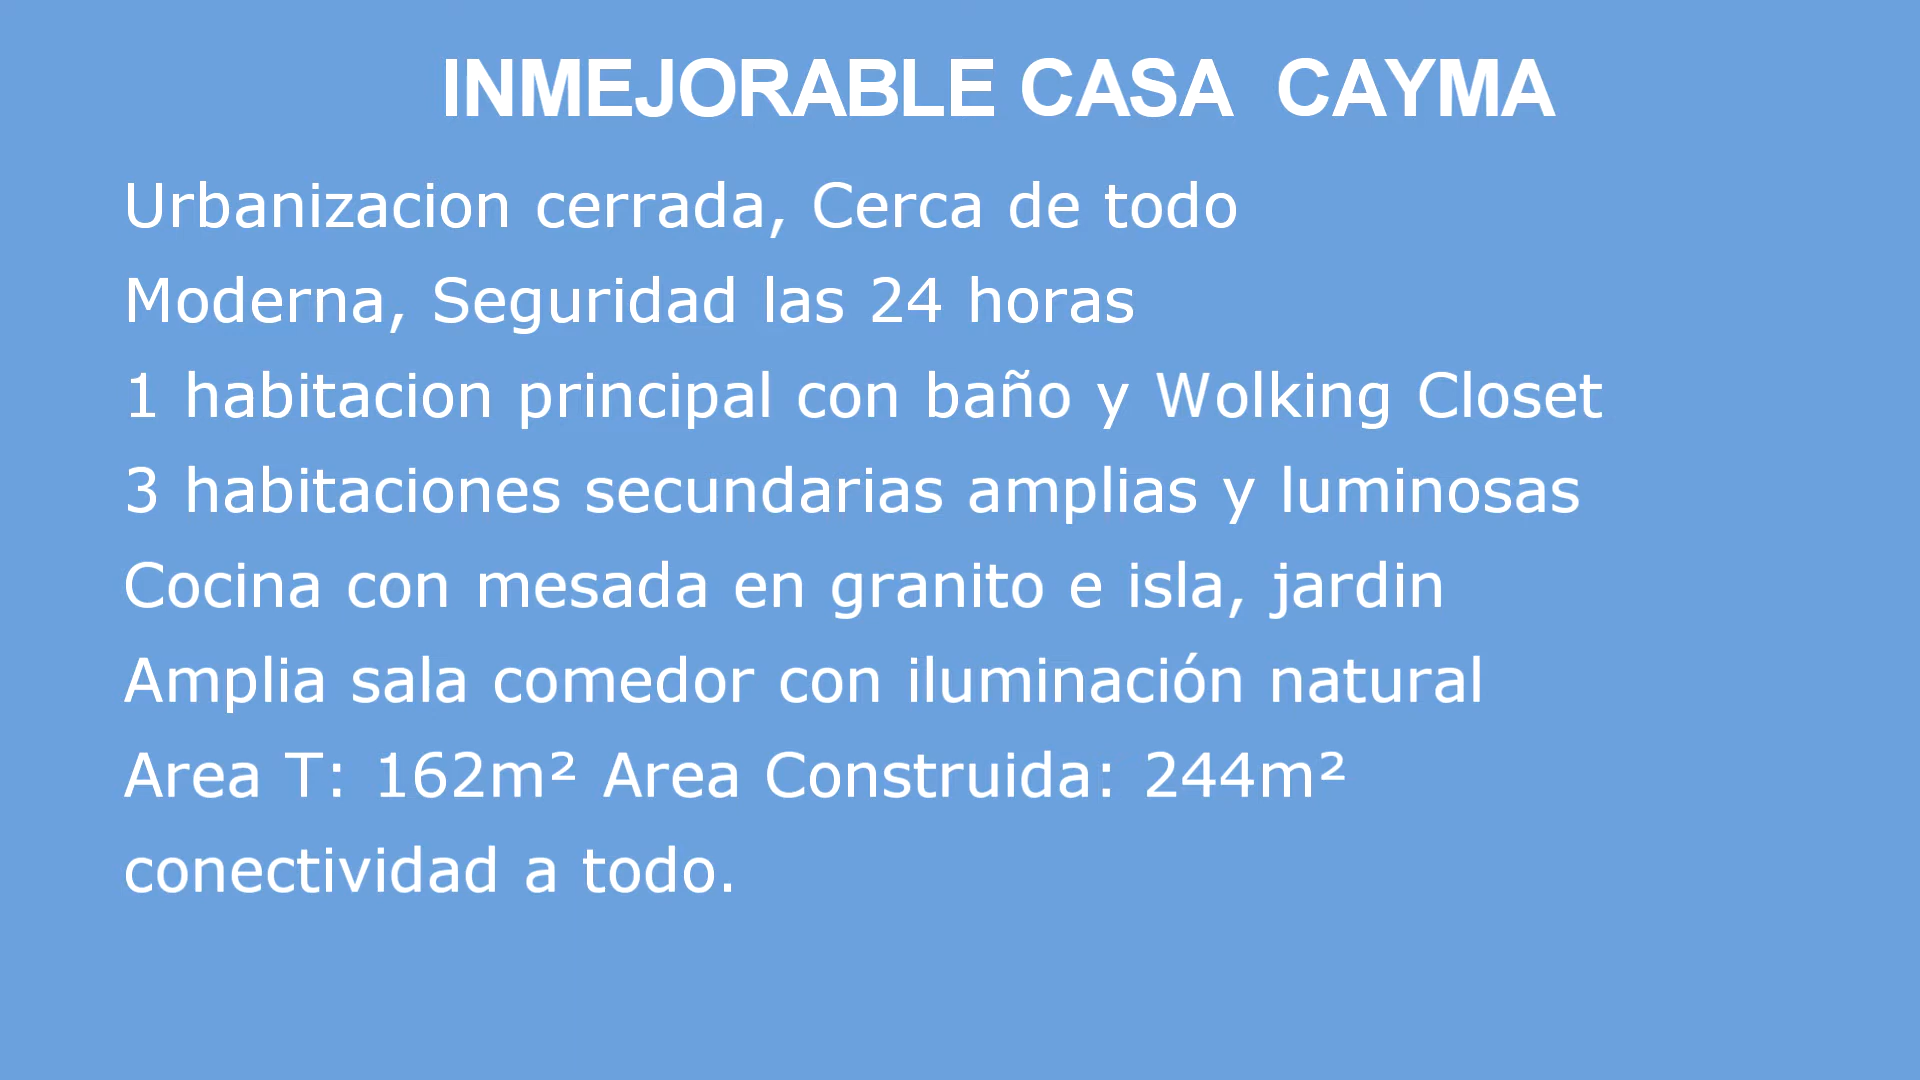 INMEJORABLE CASA  CAYMA
Urbanizacion cerrada, Cerca de todo
Moderna, Seguridad las 24 horas
1 habitacion principal con baño y Wolking Closet
3 habitaciones secundarias amplias y luminosas
Cocina con mesada en granito e isla, jardin
Amplia sala comedor con iluminación natural
Area T: 162m² Area Construida: 244m²
conectividad a todo.